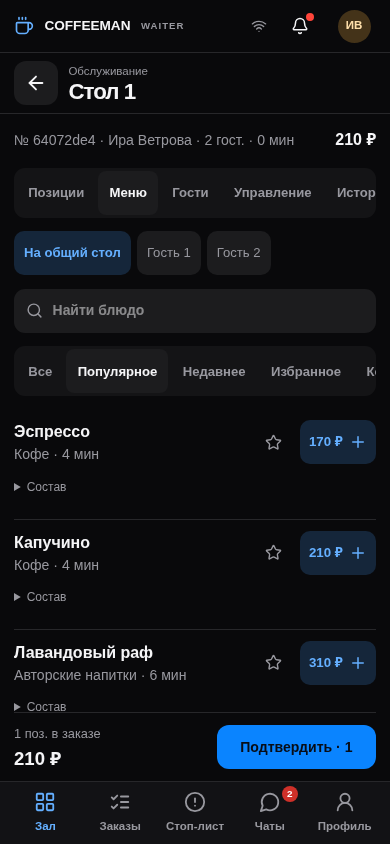 COFFEEMAN WAITER ИВ
Обслуживание
Стол 1
№ 64072de4 · Ира Ветрова · 2 гост. · 0 мин 210 ₽
Позиции Меню Гости Управление Истор
На общий стол Гость 1 Гость 2
Найти блюдо
Все Популярное Недавнее Избранное Ко
Эспрессо
Кофе · 4 мин
170 ₽ +
Состав
Капучино
Кофе · 4 мин
210 ₽ +
Состав
Лавандовый раф
Авторские напитки · 6 мин
310 ₽ +
Состав
1 поз. в заказе
210 ₽
Подтвердить · 1
2
Зал Заказы Стоп-лист Чаты Профиль